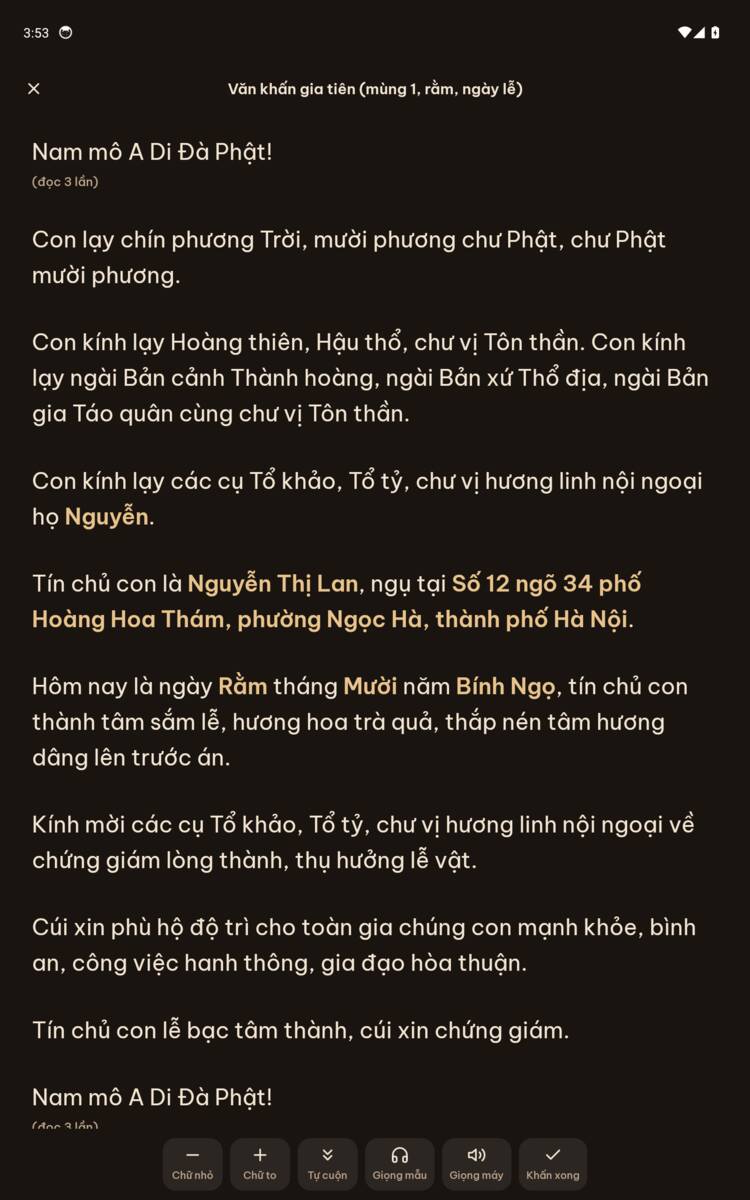 3:53
Văn khấn gia tiên (mùng 1, rằm, ngày lễ)
Nam mô A Di Đà Phật!
(đọc 3 lần)
Con lạy chín phương Trời, mười phương chư Phật, chư Phật
mười phương.
Con kính lạy Hoàng thiên, Hậu thổ, chư vị Tôn thần. Con kính
lạy ngài Bản cảnh Thành hoàng, ngài Bản xứ Thổ địa, ngài Bản
gia Táo quân cùng chư vị Tôn thần.
Con kính lạy các cụ Tổ khảo, Tổ tỷ, chư vị hương linh nội ngoại
họ Nguyễn.
Tín chủ con là Nguyễn Thị Lan, ngụ tại Số 12 ngõ 34 phố
Hoàng Hoa Thám, phường Ngọc Hà, thành phố Hà Nội.
Hôm nay là ngày Rằm tháng Mười năm Bính Ngọ, tín chủ con
thành tâm sắm lễ, hương hoa trà quả, thắp nén tâm hương
dâng lên trước án.
Kính mời các cụ Tổ khảo, Tổ tỷ, chư vị hương linh nội ngoại về
chứng giám lòng thành, thụ hưởng lễ vật.
Cúi xin phù hộ độ trì cho toàn gia chúng con mạnh khỏe, bình
an, công việc hanh thông, gia đạo hòa thuận.
Tín chủ con lễ bạc tâm thành, cúi xin chứng giám.
Nam mô A Di Đà Phật!
(đọc 3 lần)
Chữ nhỏ Chữ to Tự cuộn Giọng mẫu Giọng máy Khấn xong